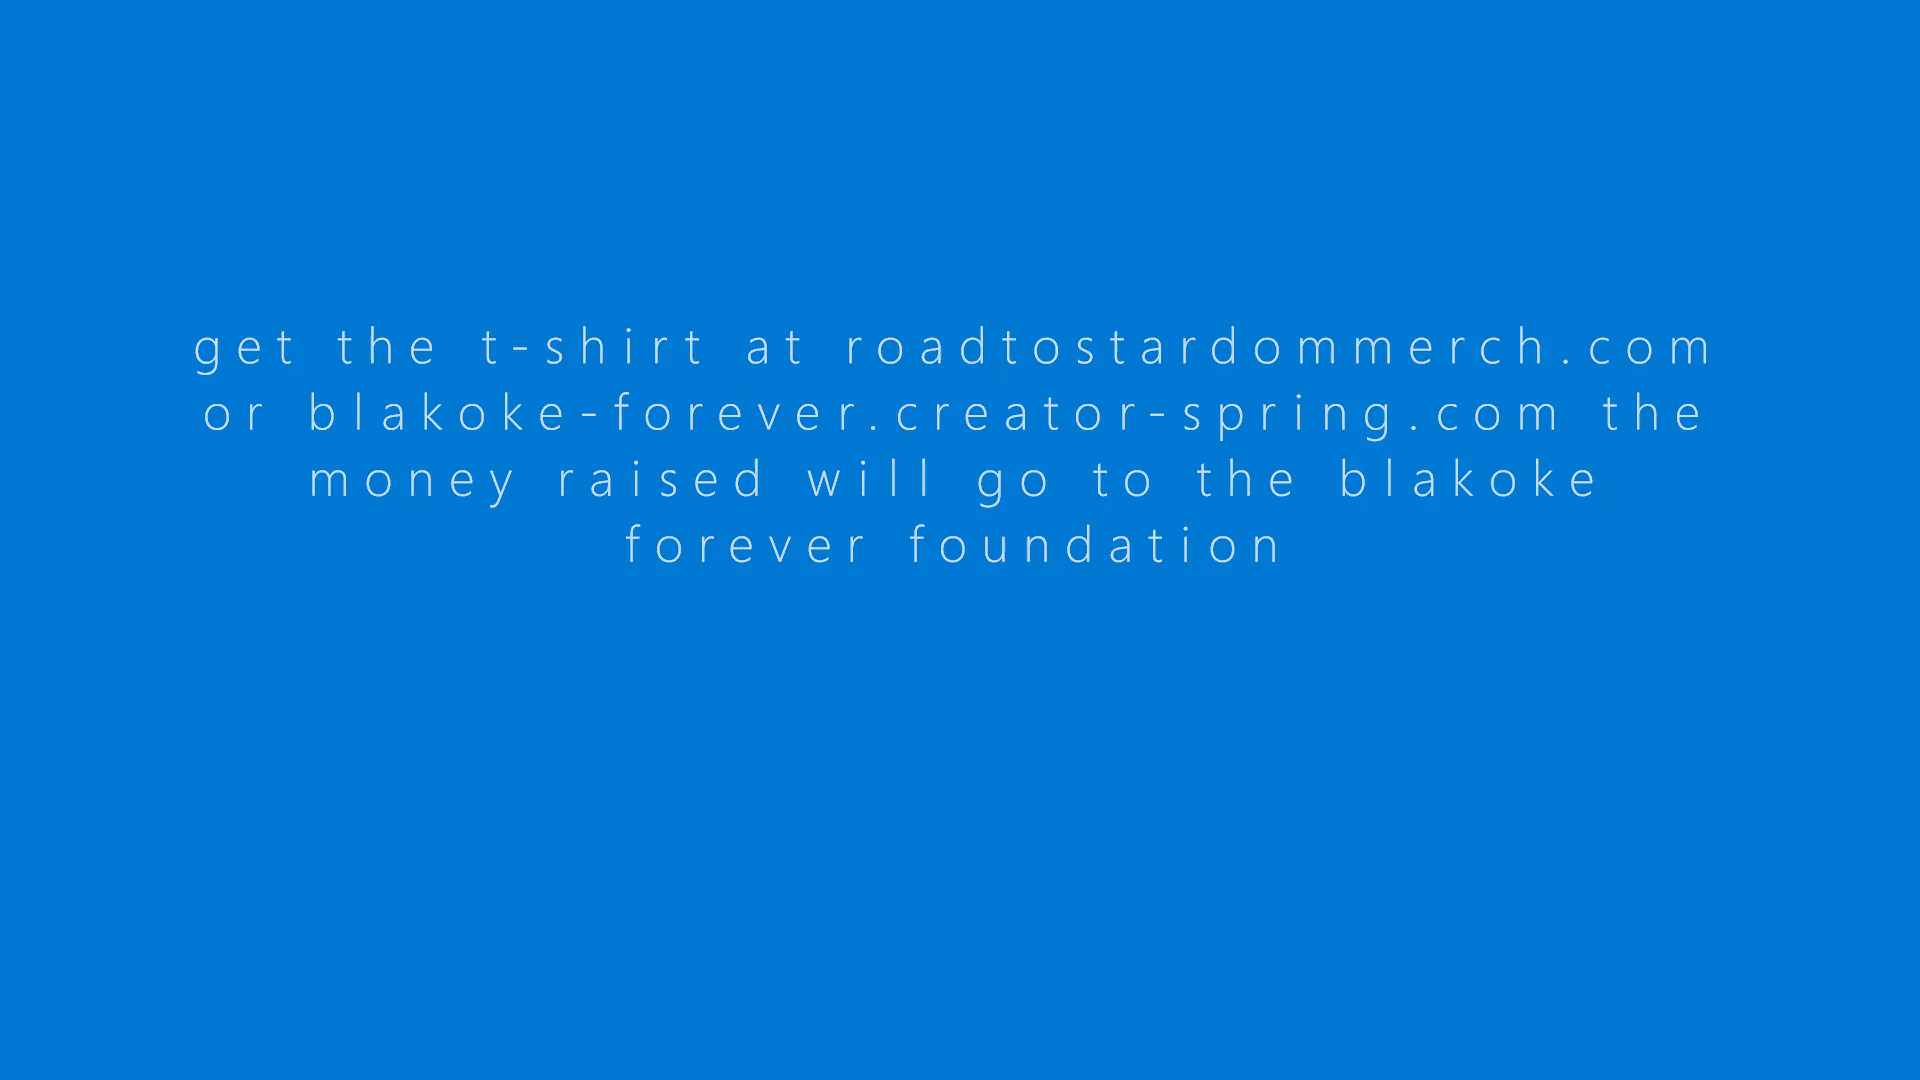 get the t-shirt at roadtostardommerch.com
or blakoke-forever.creator-spring.com the
money raised will go to the blakoke
forever foundation